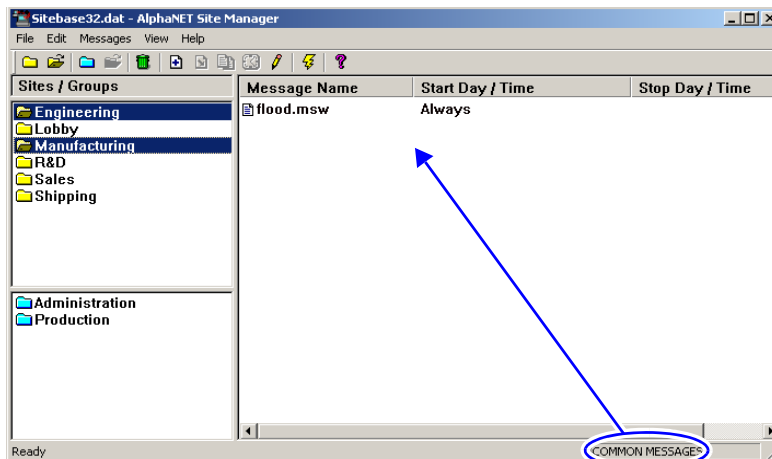 Sitebase32.dat - AlphaNET Site Manager
File Edit Messages View Help
Sites / Groups
Message Name Start Day / Time Stop Day / Time
Engineering
Lobby
Manufacturing
R&D
Sales
Shipping
flood.msw Always
Administration
Production
Ready COMMON MESSAGES